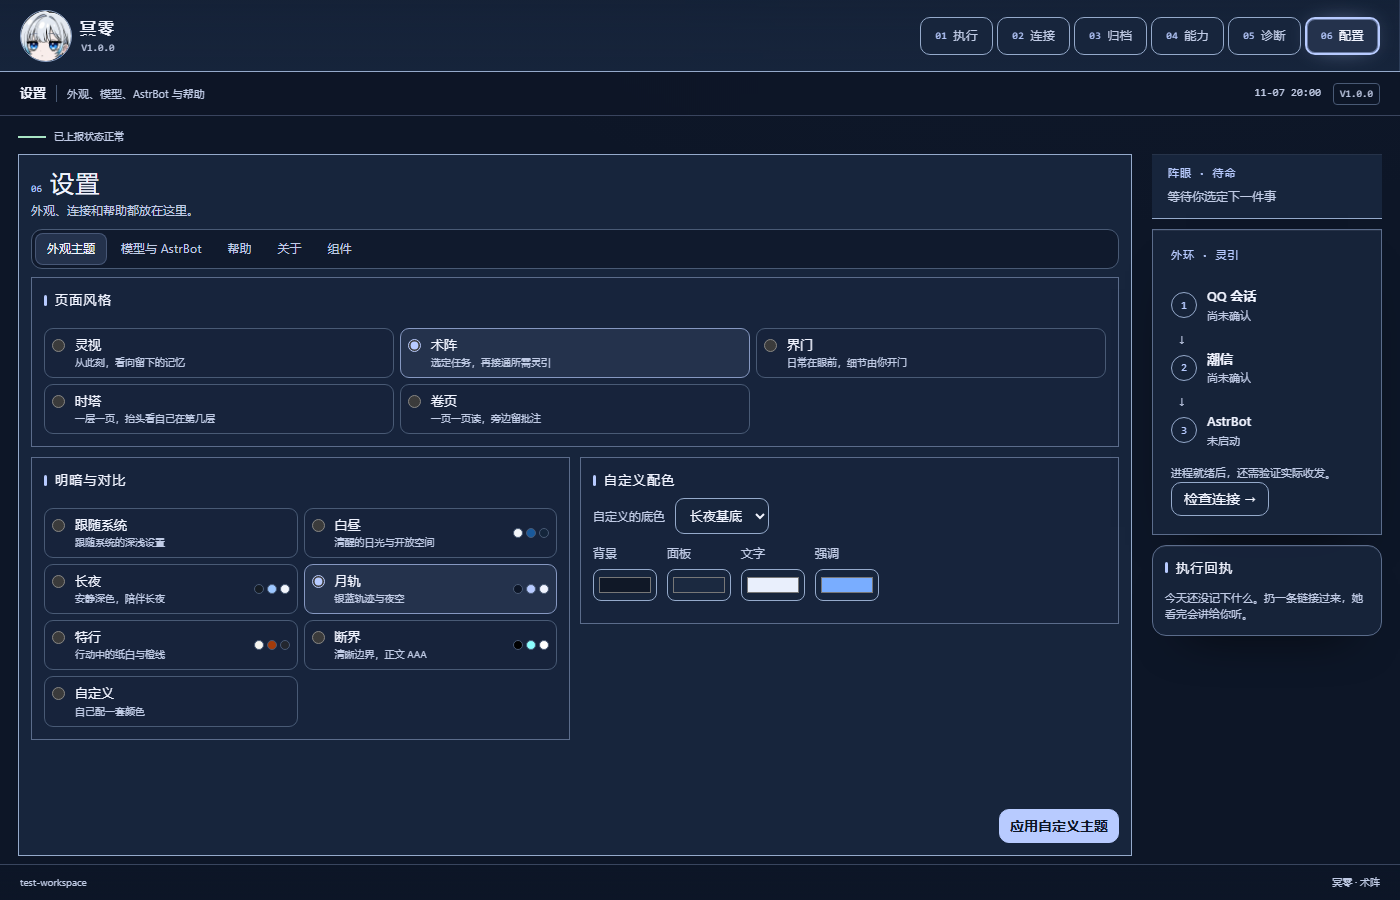 冥零
V1.0.0
01 执行
02 连接
03 归档
04 能力
05 诊断
06 配置
设置
外观、模型、AstrBot 与帮助
11-07 20:00
V1.0.0
已上报状态正常
06 设置
外观、连接和帮助都放在这里。
外观主题
模型与 AstrBot
帮助
关于
组件
页面风格
灵视
从此刻，看向留下的记忆
术阵
选定任务，再接通所需灵引
界门
日常在眼前，细节由你开门
时塔
一层一页，抬头看自己在第几层
卷页
一页一页读，旁边留批注
明暗与对比
跟随系统
跟随系统的深浅设置
白昼
清醒的日光与开放空间
长夜
安静深色，陪伴长夜
月轨
银蓝轨迹与夜空
特行
行动中的纸白与橙线
断界
清晰边界，正文 AAA
自定义
自己配一套颜色
自定义配色
自定义的底色
长夜基底
背景
面板
文字
强调
应用自定义主题
阵眼 · 待命
等待你选定下一件事
外环 · 灵引
1
QQ 会话
尚未确认
↓
2
潮信
尚未确认
↓
3
AstrBot
未启动
进程就绪后，还需验证实际收发。
检查连接 →
执行回执
今天还没记下什么。扔一条链接过来，她
看完会讲给你听。
test-workspace
冥零 · 术阵